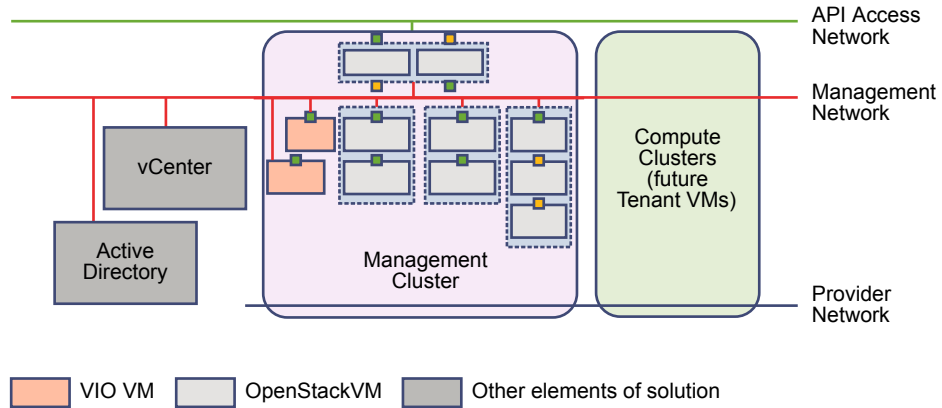 API Access
Network
Management
Network
vCenter
Compute
Clusters
(future
Tenant VMs)
Active
Directory
Management
Cluster
Provider
Network
VIO VM
OpenStackVM
Other elements of solution